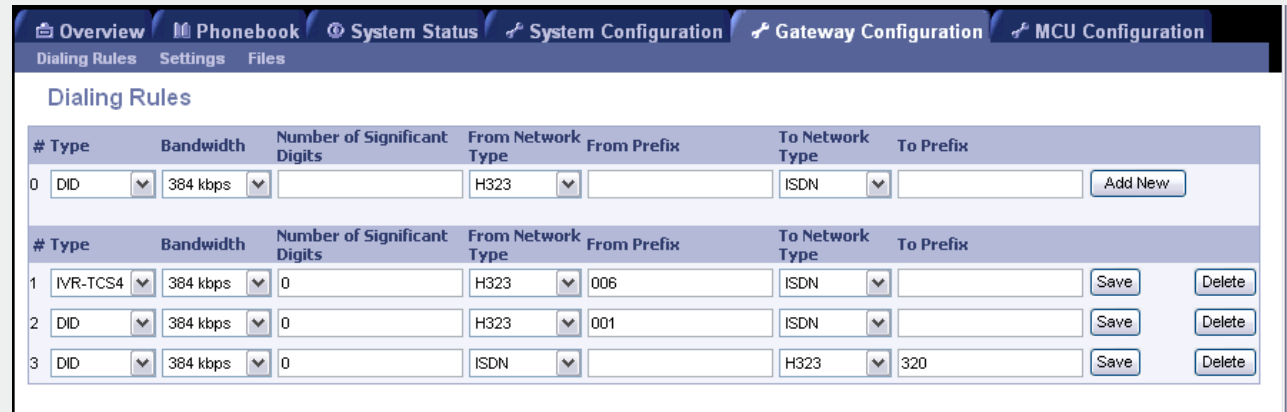 Overview Phonebook System Status System Configuration Gateway Configuration MCU Configuration
Dialing Rules Settings Files
Dialing Rules
# Type Bandwidth Number of Significant Digits From Network Type From Prefix To Network Type To Prefix
0 DID 384 kbps H323 ISDN Add New
# Type Bandwidth Number of Significant Digits From Network Type From Prefix To Network Type To Prefix
1 IVR-TCS4 384 kbps 0 H323 006 ISDN Save Delete
2 DID 384 kbps 0 H323 001 ISDN Save Delete
3 DID 384 kbps 0 ISDN H323 320 Save Delete